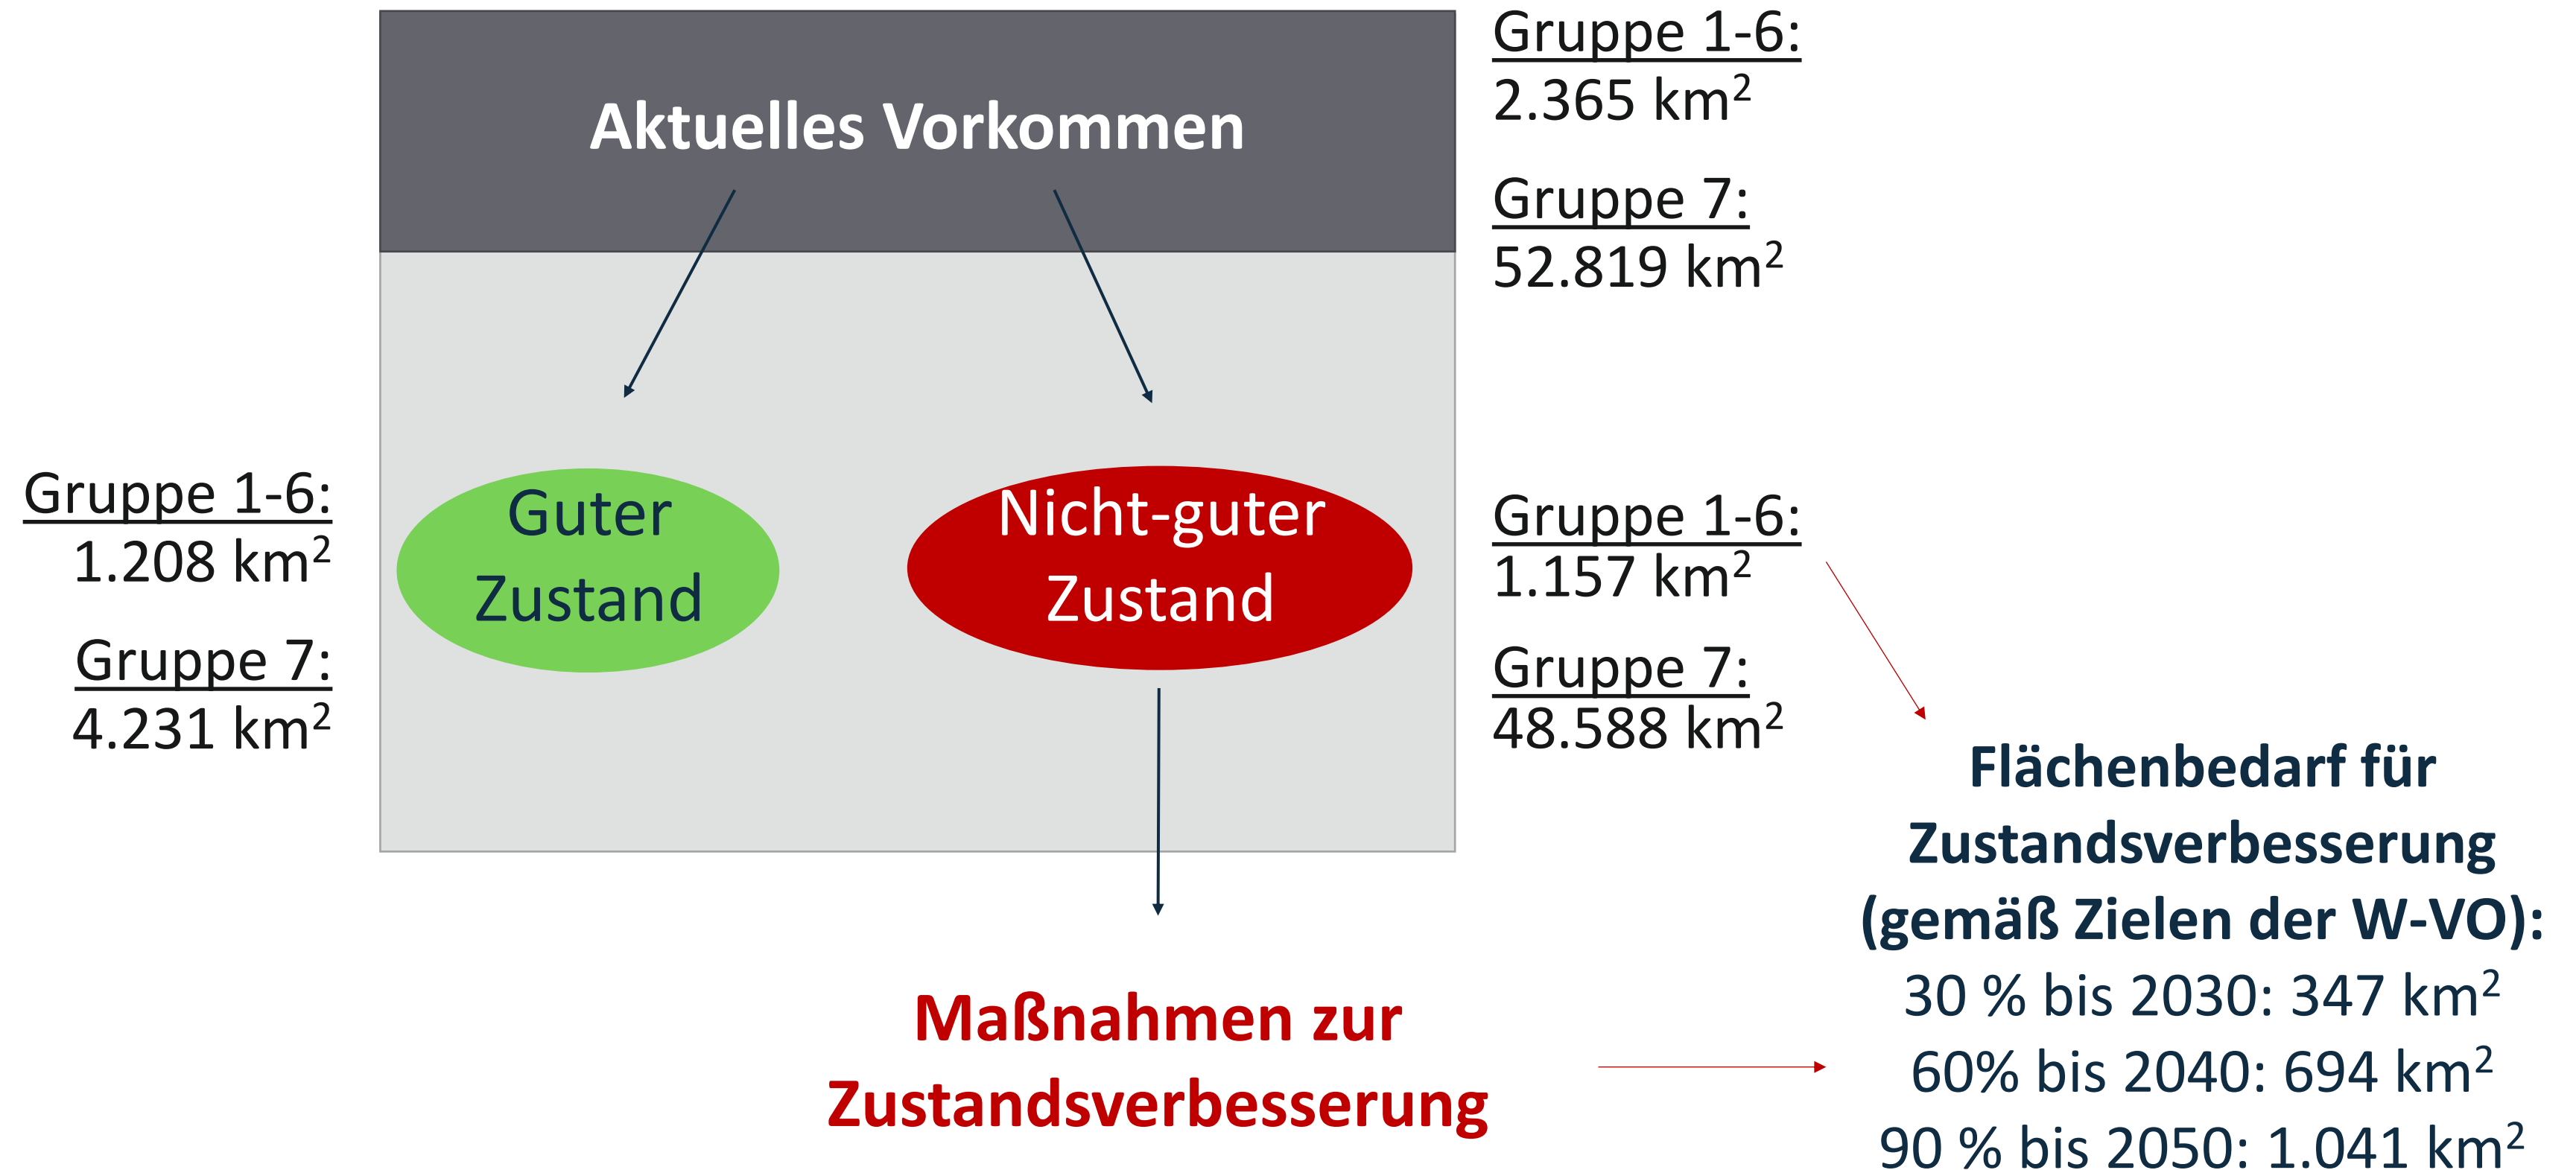 Aktuelles Vorkommen
Gruppe 1-6:
2.365 km²
Gruppe 7:
52.819 km²
Gruppe 1-6:
1.208 km²
Gruppe 7:
4.231 km²
Guter
Zustand
Nicht-guter
Zustand
Gruppe 1-6:
1.157 km²
Gruppe 7:
48.588 km²
Maßnahmen zur
Zustandsverbesserung
Flächenbedarf für
Zustandsverbesserung
(gemäß Zielen der W-VO):
30 % bis 2030: 347 km²
60% bis 2040: 694 km²
90 % bis 2050: 1.041 km²